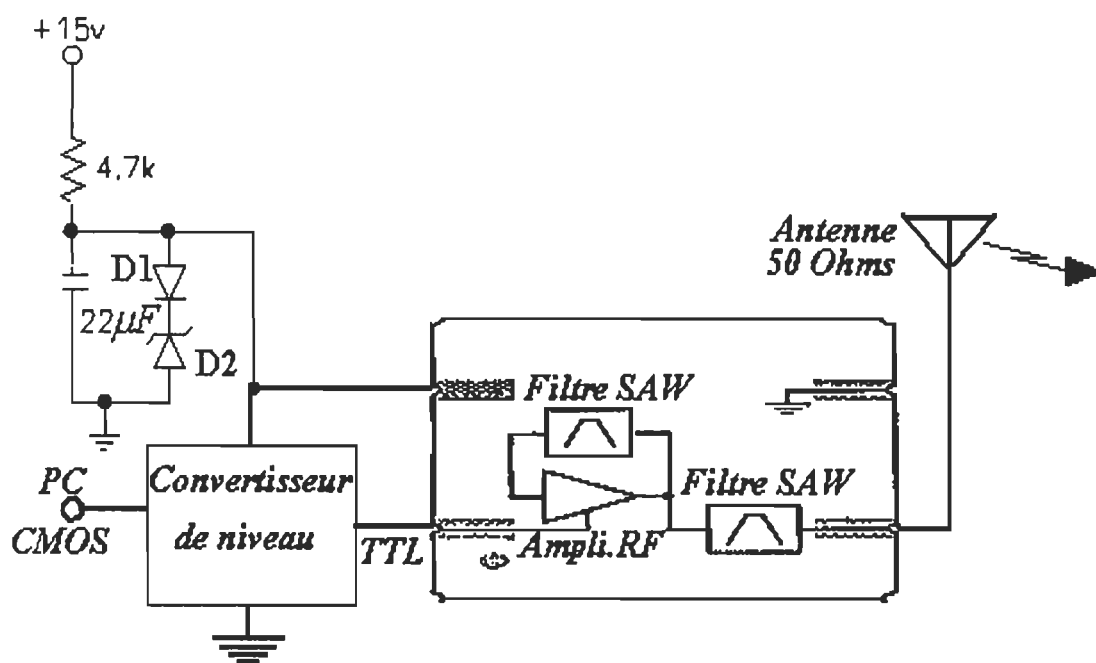 +15v
4,7k
D1
22µF
D2
Antenne
50 Ohms
Filtre SAW
PC
CMOS
Convertisseur
de niveau
TTL
Ampli.RF
Filtre SAW